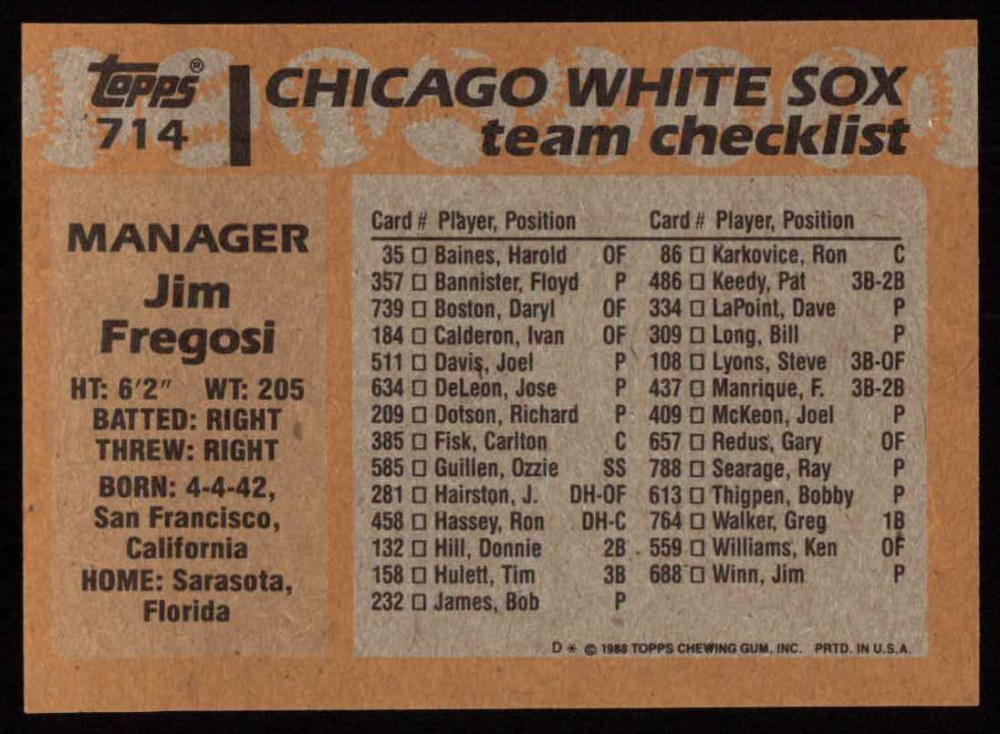 topps®
714
CHICAGO WHITE SOX
team checklist
MANAGER
Jim
Fregosi
HT: 6'2" WT: 205
BATTED: RIGHT
THREW: RIGHT
BORN: 4-4-42,
San Francisco,
California
HOME: Sarasota,
Florida
Card # Player, Position
35 □ Baines, Harold OF
357 □ Bannister, Floyd P
739 □ Boston, Daryl OF
184 □ Calderon, Ivan OF
511 □ Davis, Joel P
634 □ DeLeon, Jose P
209 □ Dotson, Richard P
385 □ Fisk, Carlton C
585 □ Guillen, Ozzie SS
281 □ Hairston, J. DH-OF
458 □ Hassey, Ron DH-C
132 □ Hill, Donnie 2B
158 □ Hulett, Tim 3B
232 □ James, Bob P
Card # Player, Position
86 □ Karkovice, Ron C
486 □ Keedy, Pat 3B-2B
334 □ LaPoint, Dave P
309 □ Long, Bill P
108 □ Lyons, Steve 3B-OF
437 □ Manrique, F. 3B-2B
409 □ McKeon, Joel P
657 □ Redus, Gary OF
788 □ Searage, Ray P
613 □ Thigpen, Bobby P
764 □ Walker, Greg 1B
559 □ Williams, Ken OF
688 □ Winn, Jim P
D * © 1988 TOPPS CHEWING GUM, INC. PRTD. IN U.S.A.